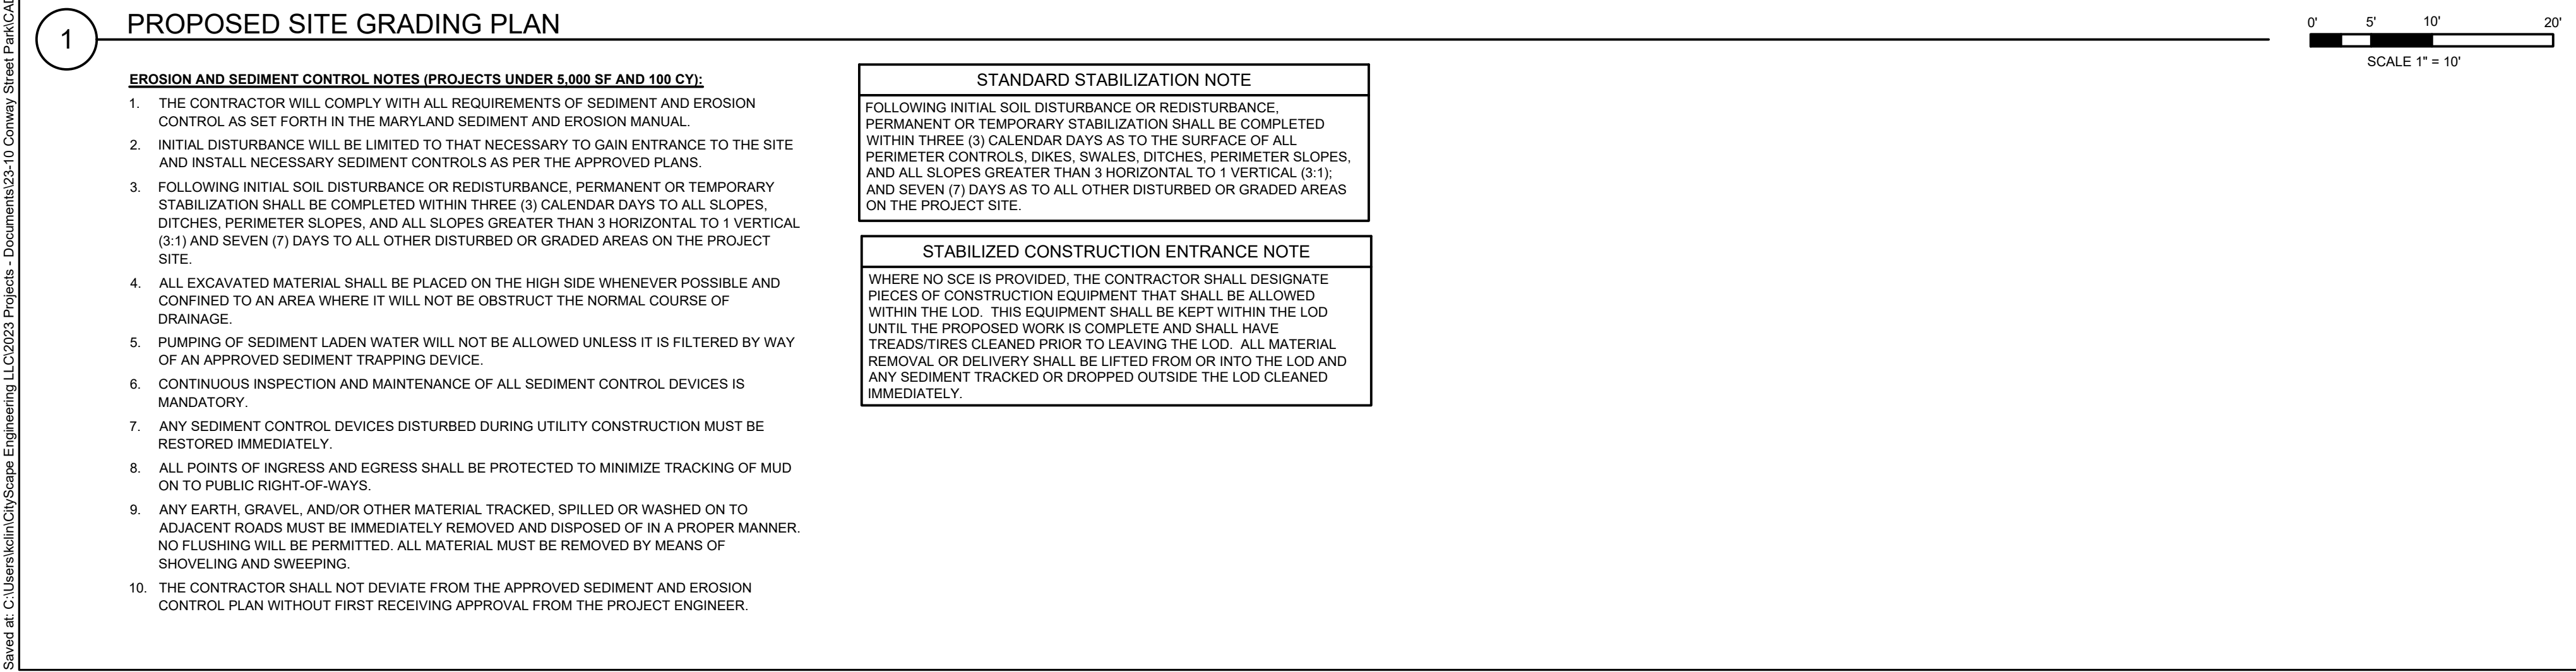 1
PROPOSED SITE GRADING PLAN
0' 5' 10' 20'
SCALE 1" = 10'
EROSION AND SEDIMENT CONTROL NOTES (PROJECTS UNDER 5,000 SF AND 100 CY):
1. THE CONTRACTOR WILL COMPLY WITH ALL REQUIREMENTS OF SEDIMENT AND EROSION
CONTROL AS SET FORTH IN THE MARYLAND SEDIMENT AND EROSION MANUAL.
2. INITIAL DISTURBANCE WILL BE LIMITED TO THAT NECESSARY TO GAIN ENTRANCE TO THE SITE
AND INSTALL NECESSARY SEDIMENT CONTROLS AS PER THE APPROVED PLANS.
3. FOLLOWING INITIAL SOIL DISTURBANCE OR REDISTURBANCE, PERMANENT OR TEMPORARY
STABILIZATION SHALL BE COMPLETED WITHIN THREE (3) CALENDAR DAYS TO ALL SLOPES,
DITCHES, PERIMETER SLOPES, AND ALL SLOPES GREATER THAN 3 HORIZONTAL TO 1 VERTICAL
(3:1) AND SEVEN (7) DAYS TO ALL OTHER DISTURBED OR GRADED AREAS ON THE PROJECT
SITE.
4. ALL EXCAVATED MATERIAL SHALL BE PLACED ON THE HIGH SIDE WHENEVER POSSIBLE AND
CONFINED TO AN AREA WHERE IT WILL NOT BE OBSTRUCT THE NORMAL COURSE OF
DRAINAGE.
5. PUMPING OF SEDIMENT LADEN WATER WILL NOT BE ALLOWED UNLESS IT IS FILTERED BY WAY
OF AN APPROVED SEDIMENT TRAPPING DEVICE.
6. CONTINUOUS INSPECTION AND MAINTENANCE OF ALL SEDIMENT CONTROL DEVICES IS
MANDATORY.
7. ANY SEDIMENT CONTROL DEVICES DISTURBED DURING UTILITY CONSTRUCTION MUST BE
RESTORED IMMEDIATELY.
8. ALL POINTS OF INGRESS AND EGRESS SHALL BE PROTECTED TO MINIMIZE TRACKING OF MUD
ON TO PUBLIC RIGHT-OF-WAYS.
9. ANY EARTH, GRAVEL, AND/OR OTHER MATERIAL TRACKED, SPILLED OR WASHED ON TO
ADJACENT ROADS MUST BE IMMEDIATELY REMOVED AND DISPOSED OF IN A PROPER MANNER.
NO FLUSHING WILL BE PERMITTED. ALL MATERIAL MUST BE REMOVED BY MEANS OF
SHOVELING AND SWEEPING.
10. THE CONTRACTOR SHALL NOT DEVIATE FROM THE APPROVED SEDIMENT AND EROSION
CONTROL PLAN WITHOUT FIRST RECEIVING APPROVAL FROM THE PROJECT ENGINEER.
STANDARD STABILIZATION NOTE
FOLLOWING INITIAL SOIL DISTURBANCE OR REDISTURBANCE,
PERMANENT OR TEMPORARY STABILIZATION SHALL BE COMPLETED
WITHIN THREE (3) CALENDAR DAYS AS TO THE SURFACE OF ALL
PERIMETER CONTROLS, DIKES, SWALES, DITCHES, PERIMETER SLOPES,
AND ALL SLOPES GREATER THAN 3 HORIZONTAL TO 1 VERTICAL (3:1);
AND SEVEN (7) DAYS AS TO ALL OTHER DISTURBED OR GRADED AREAS
ON THE PROJECT SITE.
STABILIZED CONSTRUCTION ENTRANCE NOTE
WHERE NO SCE IS PROVIDED, THE CONTRACTOR SHALL DESIGNATE
PIECES OF CONSTRUCTION EQUIPMENT THAT SHALL BE ALLOWED
WITHIN THE LOD. THIS EQUIPMENT SHALL BE KEPT WITHIN THE LOD
UNTIL THE PROPOSED WORK IS COMPLETE AND SHALL HAVE
TREADS/TIRES CLEANED PRIOR TO LEAVING THE LOD. ALL MATERIAL
REMOVAL OR DELIVERY SHALL BE LIFTED FROM OR INTO THE LOD AND
ANY SEDIMENT TRACKED OR DROPPED OUTSIDE THE LOD CLEANED
IMMEDIATELY.
Saved at: C:\Users\kclin\CityScape Engineering LLC\2023 Projects - Documents\23-10 Conway Street Park\CAD